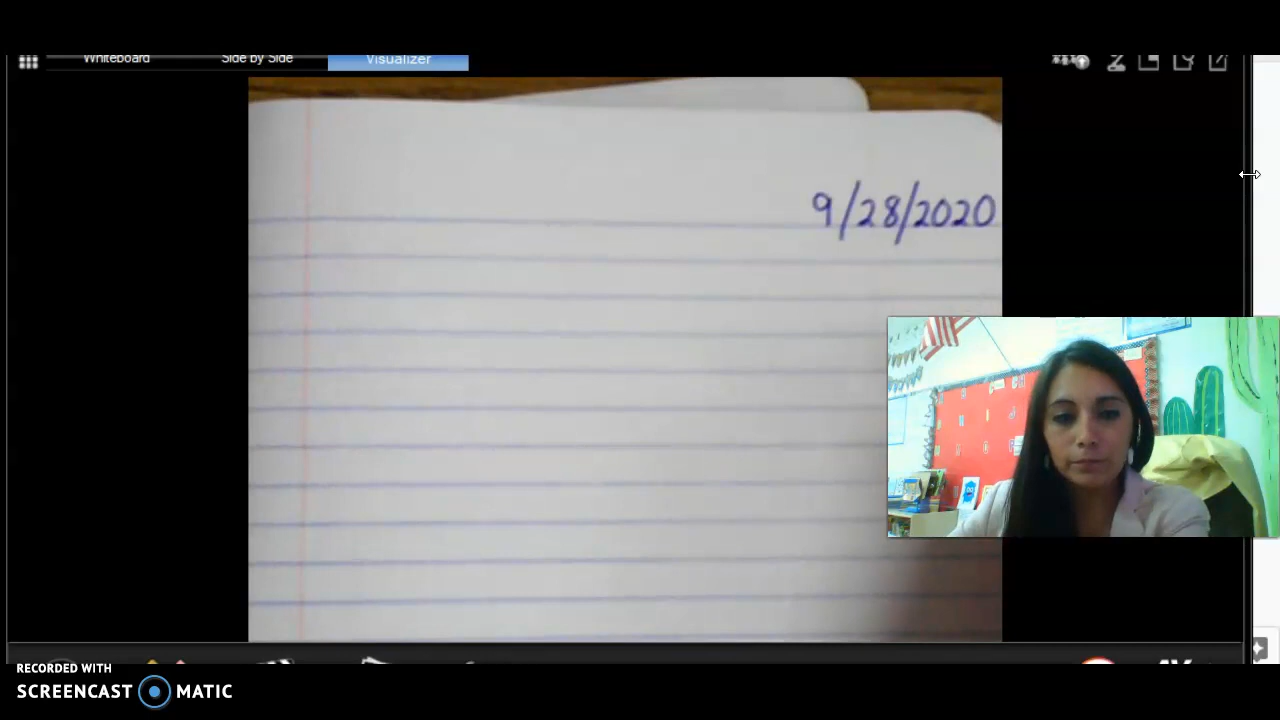 Whiteboard Side by Side Visualizer
9/28/2020
RECORDED WITH
SCREENCAST MATIC